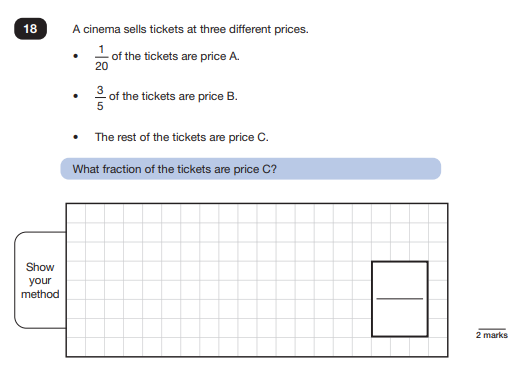 18 A cinema sells tickets at three different prices.
• 1/20 of the tickets are price A.
• 3/5 of the tickets are price B.
• The rest of the tickets are price C.
What fraction of the tickets are price C?
Show
your
method
2 marks